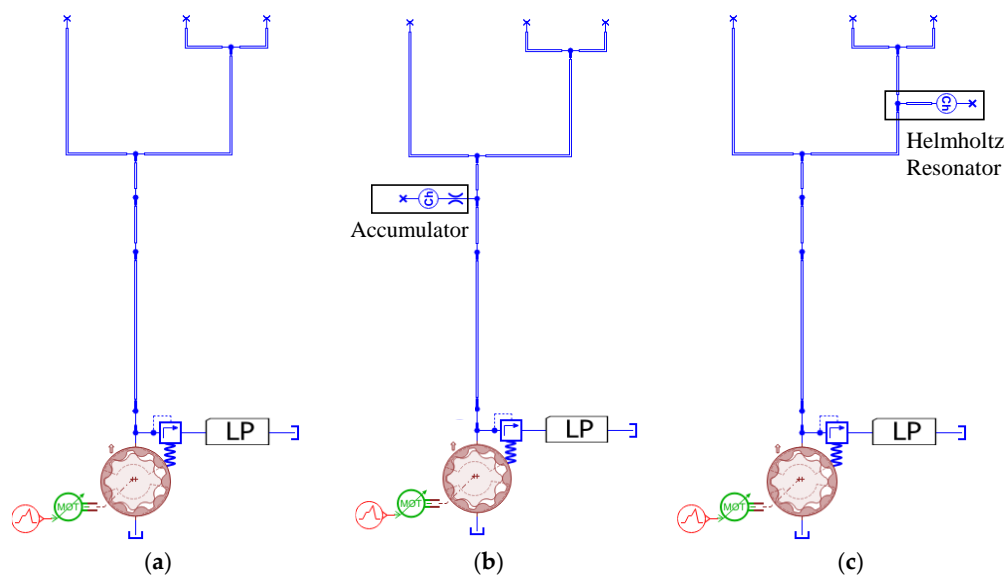 Ch
Accumulator
Ch
Helmholtz
Resonator
LP
LP
LP
MOT
MOT
MOT
(a)
(b)
(c)